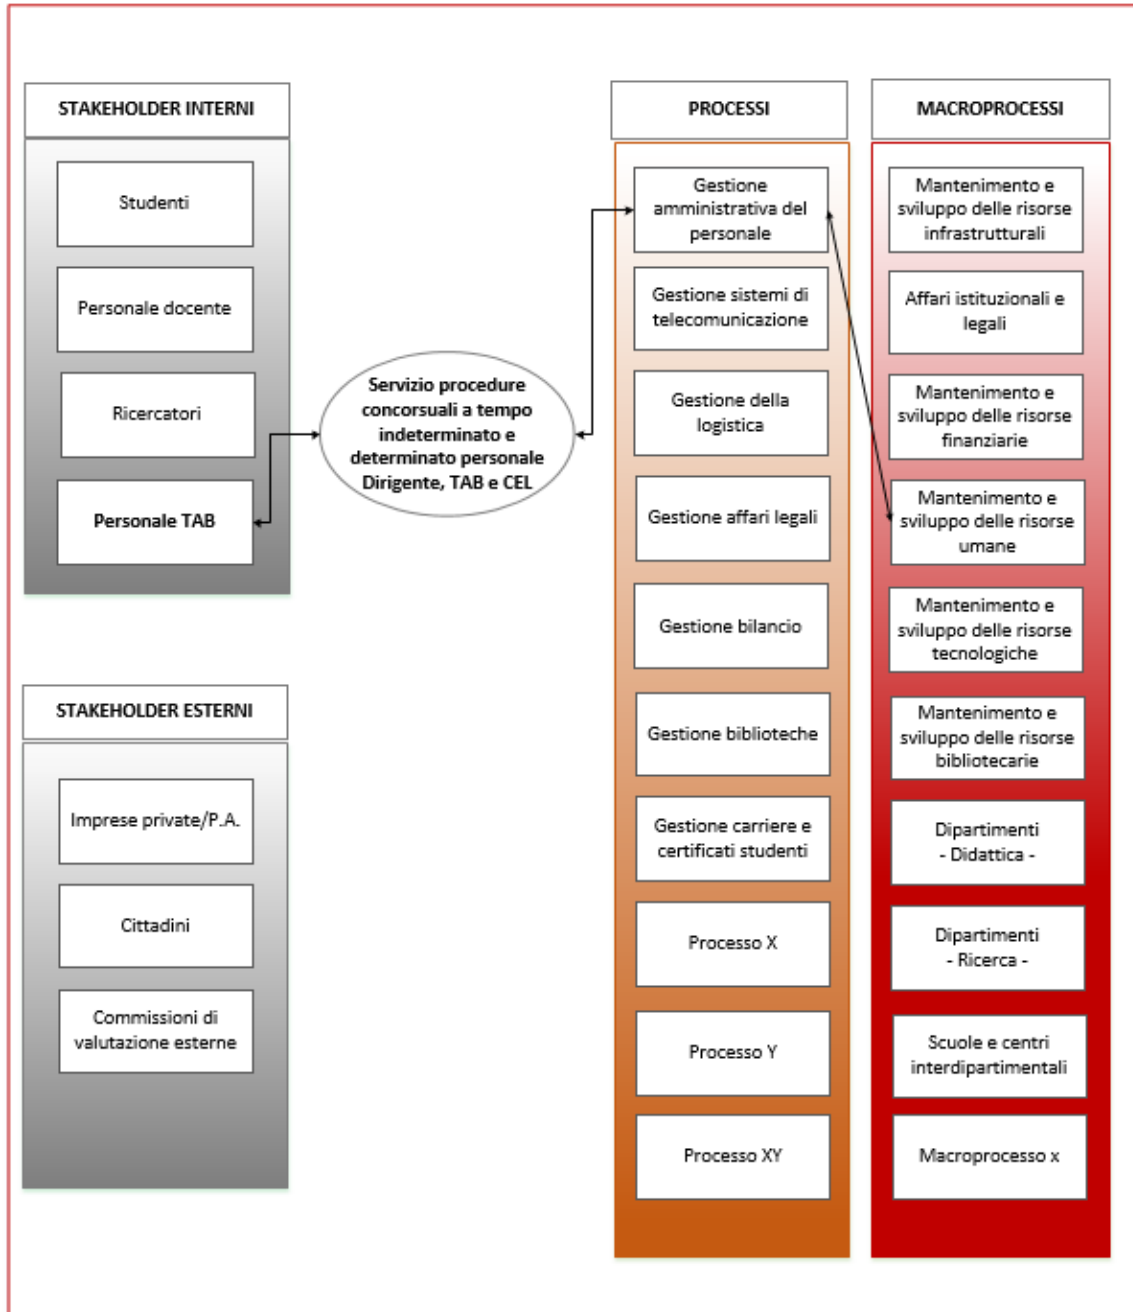 STAKEHOLDER INTERNI
Studenti
Personale docente
Ricercatori
Personale TAB
STAKEHOLDER ESTERNI
Imprese private/P.A.
Cittadini
Commissioni di
valutazione esterne
Servizio procedure
concorsuali a tempo
indeterminato e
determinato personale
Dirigente, TAB e CEL
PROCESSI
Gestione
amministrativa del
personale
Gestione sistemi di
telecomunicazione
Gestione della
logistica
Gestione affari legali
Gestione bilancio
Gestione biblioteche
Gestione carriere e
certificati studenti
Processo X
Processo Y
Processo XY
MACROPROCESSI
Mantenimento e
sviluppo delle risorse
infrastrutturali
Affari istituzionali e
legali
Mantenimento e
sviluppo delle risorse
finanziarie
Mantenimento e
sviluppo delle risorse
umane
Mantenimento e
sviluppo delle risorse
tecnologiche
Mantenimento e
sviluppo delle risorse
bibliotecarie
Dipartimenti
- Didattica -
Dipartimenti
- Ricerca -
Scuole e centri
interdipartimentali
Macroprocesso x